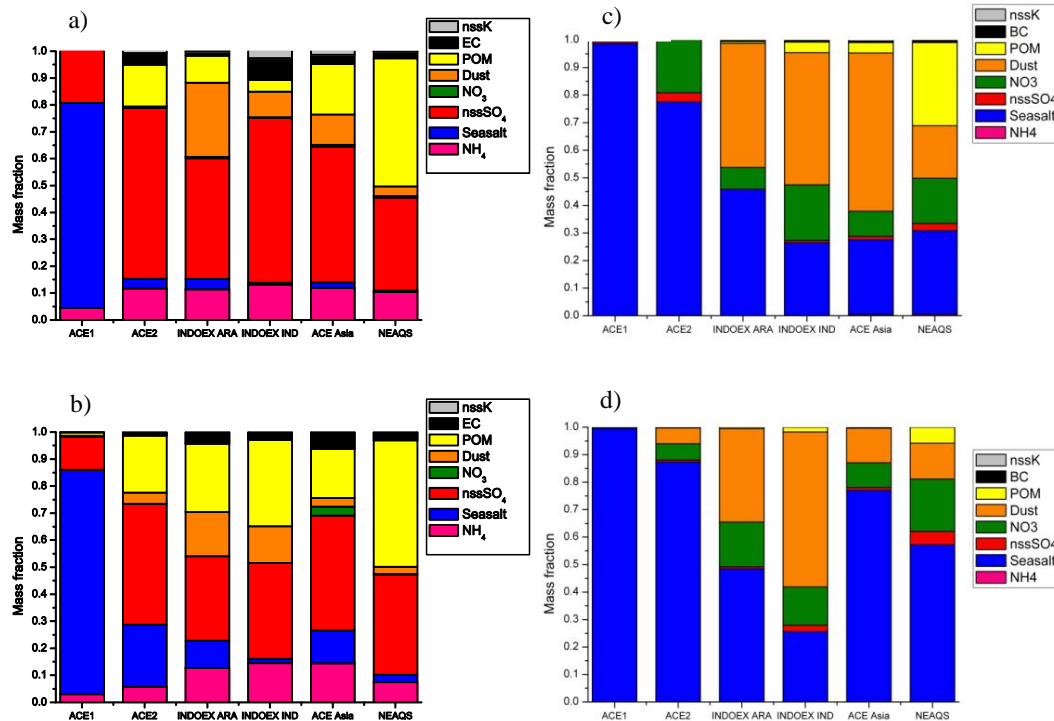 a)
nssK
EC
POM
Dust
NO3
nssSO4
Seasalt
NH4
Mass fraction
1.0
0.9
0.8
0.7
0.6
0.5
0.4
0.3
0.2
0.1
0.0
ACE1 ACE2 INDOEX ARA INDOEX IND ACE Asia NEAQS
c)
nssK
BC
POM
Dust
NO3
nssSO4
Seasalt
NH4
Mass fraction
1.0
0.9
0.8
0.7
0.6
0.5
0.4
0.3
0.2
0.1
0.0
ACE1 ACE2 INDOEX ARA INDOEX IND ACE Asia NEAQS
b)
nssK
EC
POM
Dust
NO3
nssSO4
Seasalt
NH4
Mass fraction
1.0
0.9
0.8
0.7
0.6
0.5
0.4
0.3
0.2
0.1
0.0
ACE1 ACE2 INDOEX ARA INDOEX IND ACE Asia NEAQS
d)
nssK
BC
POM
Dust
NO3
nssSO4
Seasalt
NH4
Mass fraction
1.0
0.9
0.8
0.7
0.6
0.5
0.4
0.3
0.2
0.1
0.0
ACE1 ACE2 INDOEX ARA INDOEX IND ACE Asia NEAQS